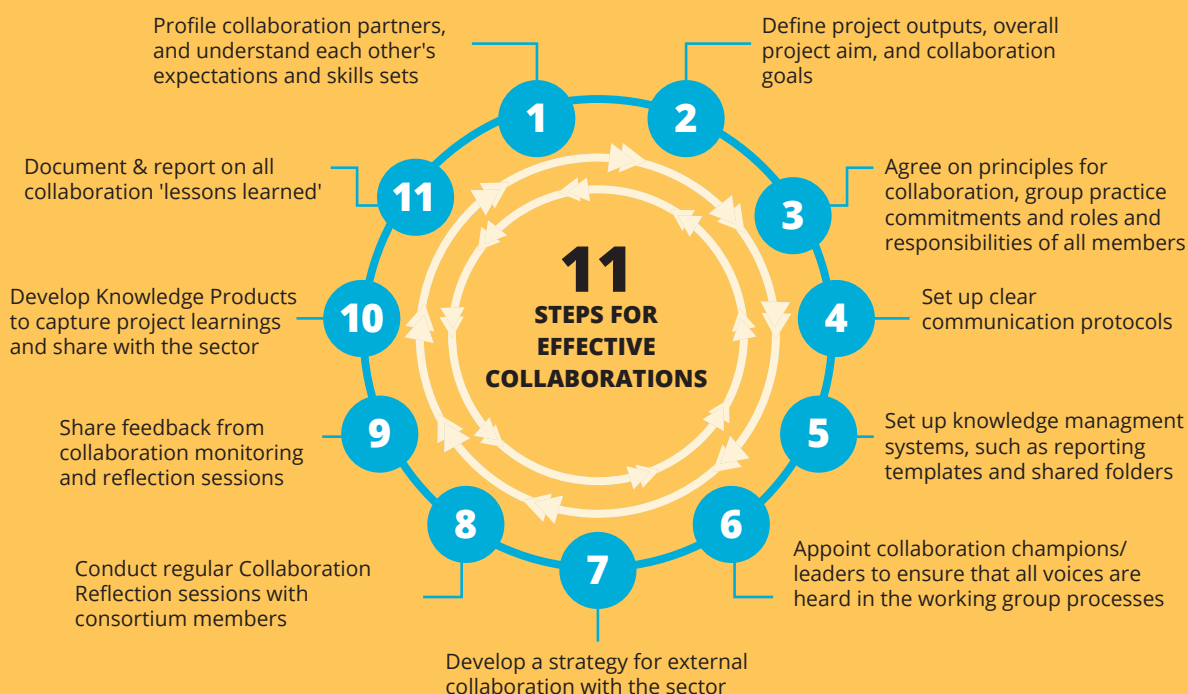 11
STEPS FOR
EFFECTIVE
COLLABORATIONS
1
Profile collaboration partners,
and understand each other's
expectations and skills sets
2
Define project outputs, overall
project aim, and collaboration
goals
3
Agree on principles for
collaboration, group practice
commitments and roles and
responsibilities of all members
4
Set up clear
communication protocols
5
Set up knowledge managment
systems, such as reporting
templates and shared folders
6
Appoint collaboration champions/
leaders to ensure that all voices are
heard in the working group processes
7
Develop a strategy for external
collaboration with the sector
8
Conduct regular Collaboration
Reflection sessions with
consortium members
9
Share feedback from
collaboration monitoring
and reflection sessions
10
Develop Knowledge Products
to capture project learnings
and share with the sector
11
Document & report on all
collaboration 'lessons learned'